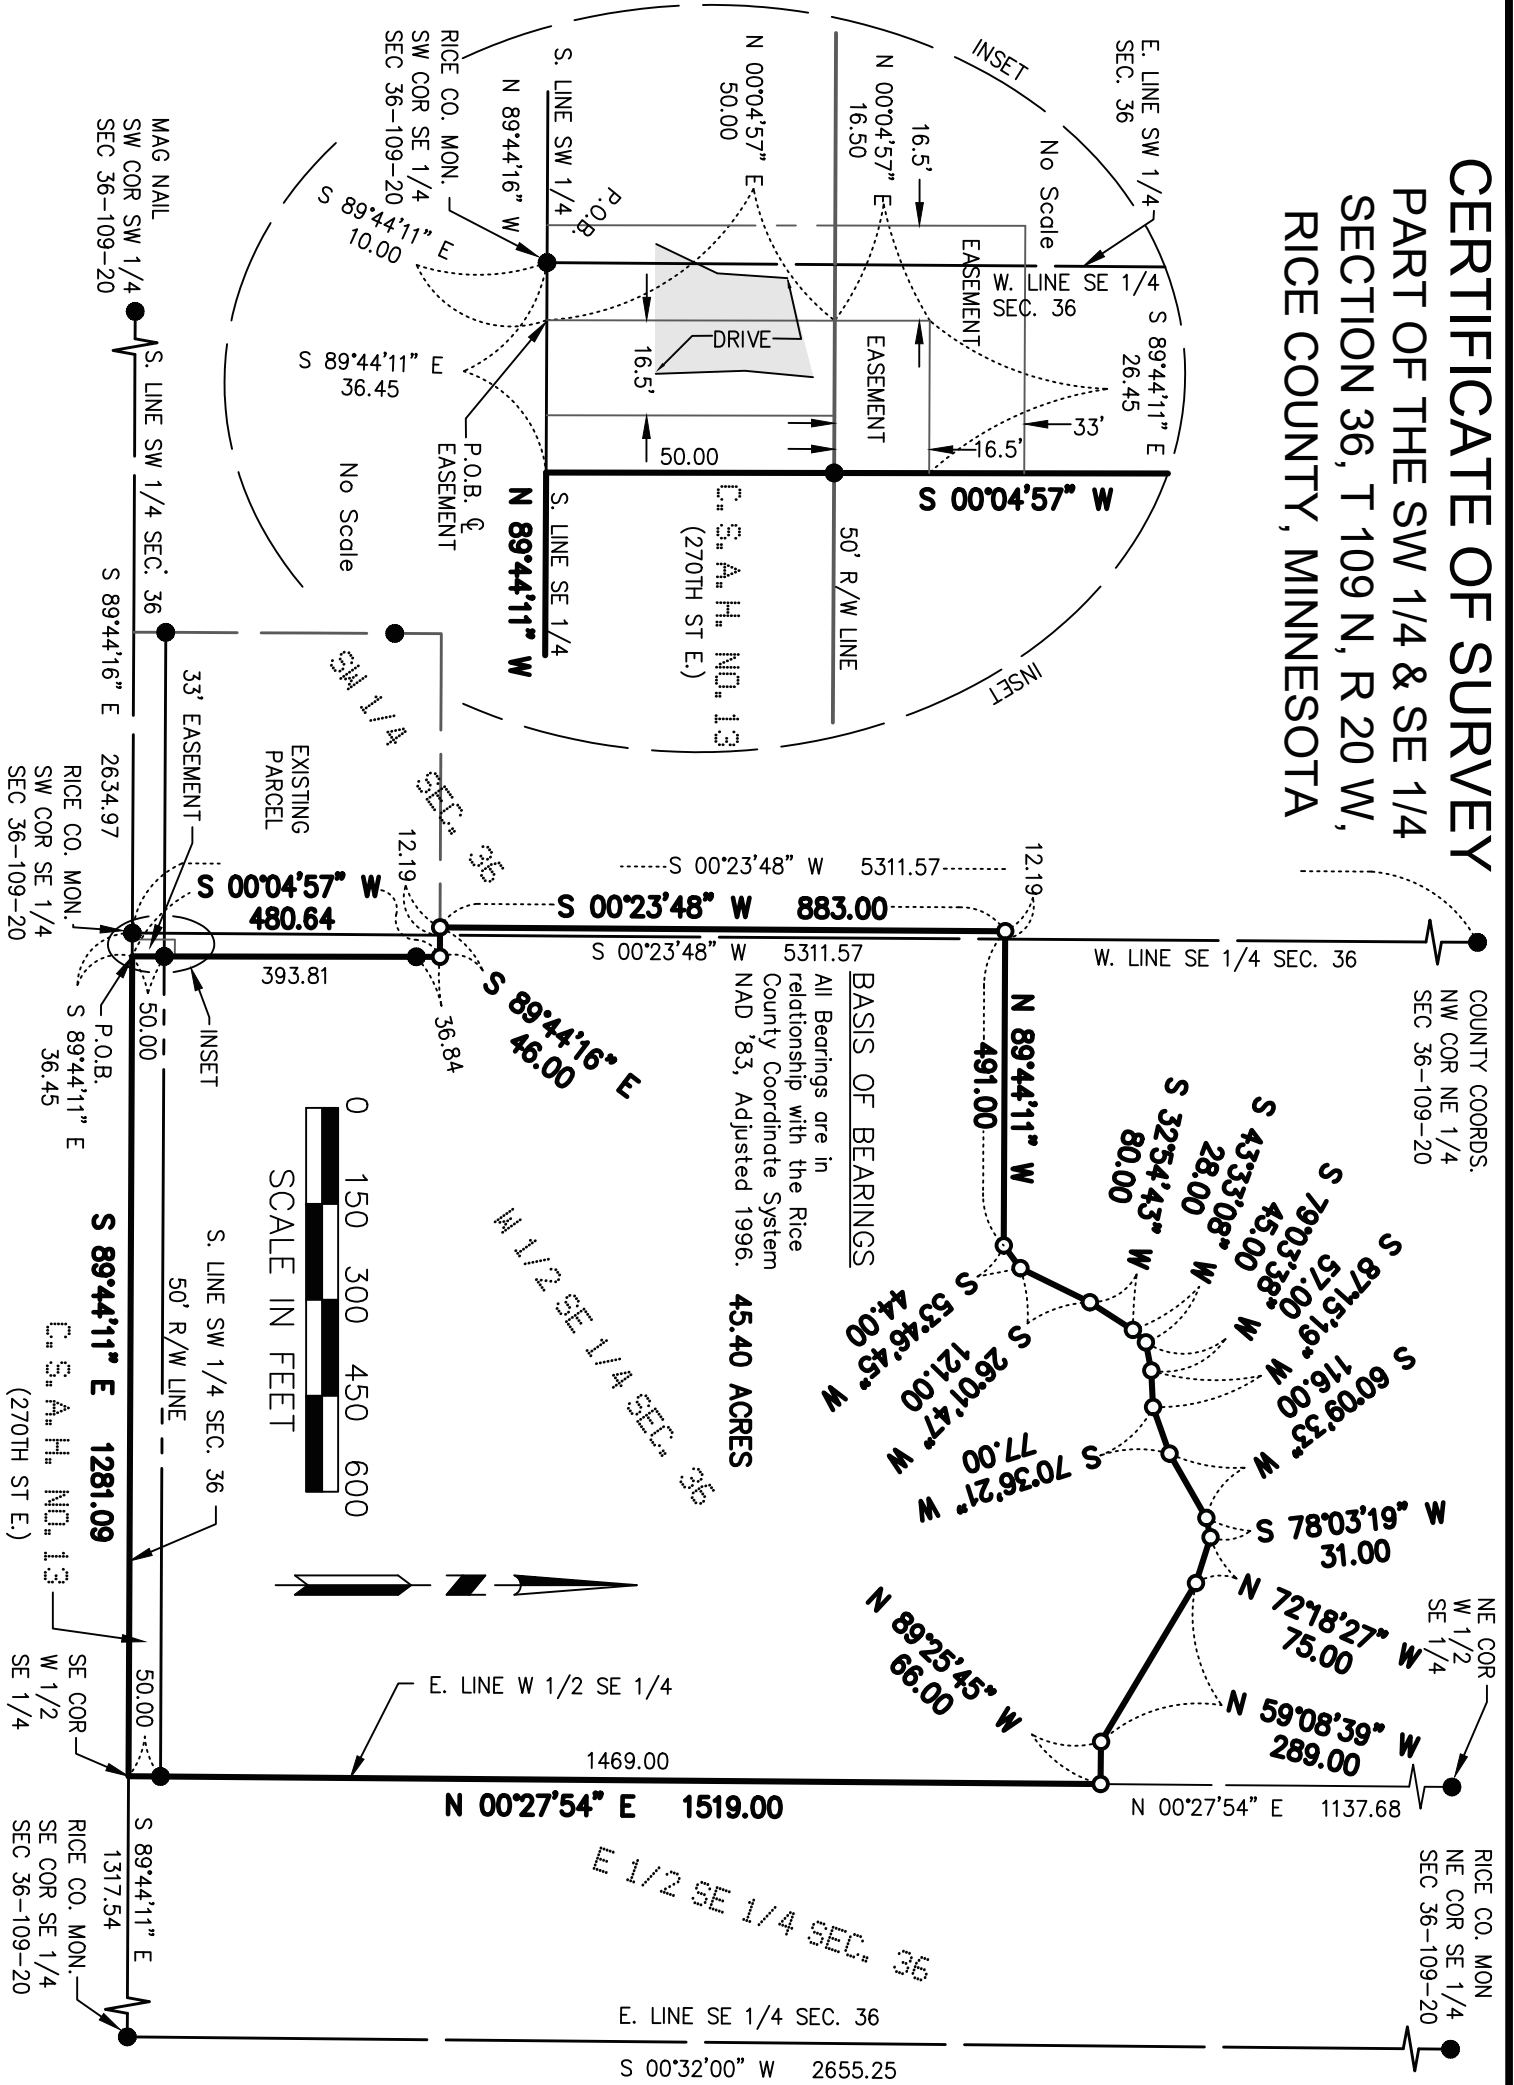 CERTIFICATE OF SURVEY
PART OF THE SW 1/4 & SE 1/4
SECTION 36, T 109 N, R 20 W,
RICE COUNTY, MINNESOTA
INSET
E. LINE SW 1/4
SEC. 36
No Scale
N 00°04'57" E
16.50
N 00°04'57" E
50.00
16.5'
EASEMENT
W. LINE SE 1/4
SEC. 36
S 89°44'11" E
26.45
S. LINE SW 1/4
P.O.B.
N 89°44'16" W
RICE CO. MON.
SW COR SE 1/4
SEC 36-109-20
S 89°44'11" E
10.00
S 89°44'11" E
36.45
DRIVE
16.5'
EASEMENT
33'
16.5'
50.00
P.O.B. ℄
EASEMENT
S 00°04'57" W
S. LINE SE 1/4
N 89°44'11" W
C. S. A. H. NO. 13
(270TH ST E.)
50' R/W LINE
No Scale
INSET
MAG NAIL
SW COR SW 1/4
SEC 36-109-20
S. LINE SW 1/4 SEC. 36
S 89°44'16" E 2634.97
SW 1/4 SEC. 36
33' EASEMENT
EXISTING
PARCEL
RICE CO. MON.
SW COR SE 1/4
SEC 36-109-20
12.19
S 00°04'57" W
480.64
393.81
50.00
INSET
P.O.B.
S 89°44'11" E
36.45
36.84
S 89°44'16" E
46.00
S 00°23'48" W 5311.57
S 00°23'48" W 883.00
S 00°23'48" W 5311.57
12.19
W. LINE SE 1/4 SEC. 36
COUNTY COORDS.
NW COR NE 1/4
SEC 36-109-20
BASIS OF BEARINGS
All Bearings are in
relationship with the Rice
County Coordinate System
NAD '83, Adjusted 1996.
N 89°44'11" W
491.00
45.40 ACRES
W 1/2 SE 1/4 SEC. 36
S 53°46'45" W
44.00
S 26°01'47" W
121.00
S 32°54'43" W
80.00
S 43°33'08" W
28.00
S 79°03'38" W
45.00
S 87°15'19" W
57.00
S 70°36'21" W
77.00
S 60°09'33" W
116.00
S 78°03'19" W
31.00
N 72°18'27" W
75.00
N 59°08'39" W
289.00
N 89°25'45" W
66.00
NE COR
W 1/2
SE 1/4
0 150 300 450 600
SCALE IN FEET
S. LINE SW 1/4 SEC. 36
50' R/W LINE
S 89°44'11" E 1281.09
C. S. A. H. NO. 13
(270TH ST E.)
50.00
SE COR
W 1/2
SE 1/4
E. LINE W 1/2 SE 1/4
1469.00
N 00°27'54" E 1519.00
N 00°27'54" E 1137.68
E 1/2 SE 1/4 SEC. 36
S 89°44'11" E
1317.54
RICE CO. MON.
SE COR SE 1/4
SEC 36-109-20
E. LINE SE 1/4 SEC. 36
S 00°32'00" W 2655.25
RICE CO. MON
NE COR SE 1/4
SEC 36-109-20